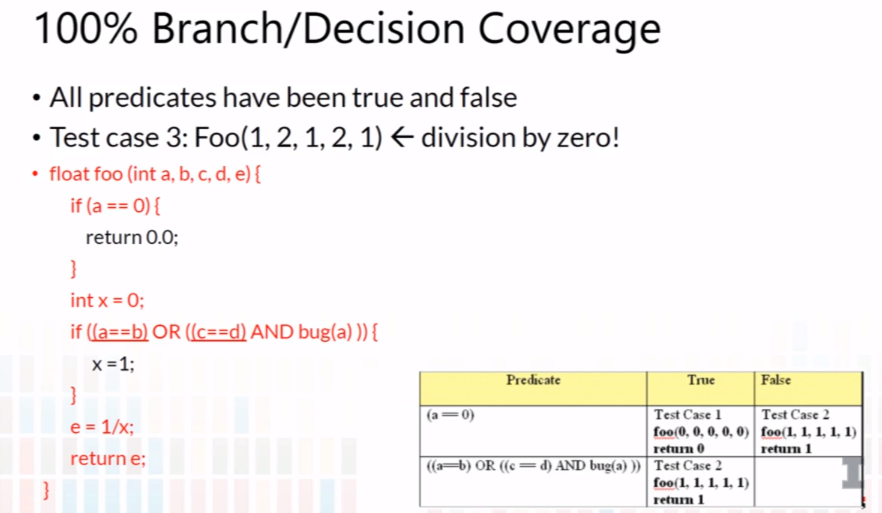 100% Branch/Decision Coverage
• All predicates have been true and false
• Test case 3: Foo(1, 2, 1, 2, 1) ← division by zero!
• float foo (int a, b, c, d, e) {
if (a == 0) {
return 0.0;
}
int x = 0;
if ((a==b) OR ((c==d) AND bug(a) )) {
x =1;
}
e = 1/x;
return e;
}
Predicate True False
(a == 0) Test Case 1 Test Case 2
foo(0, 0, 0, 0, 0) foo(1, 1, 1, 1, 1)
return 0 return 1
((a==b) OR ((c == d) AND bug(a) )) Test Case 2
foo(1, 1, 1, 1, 1)
return 1